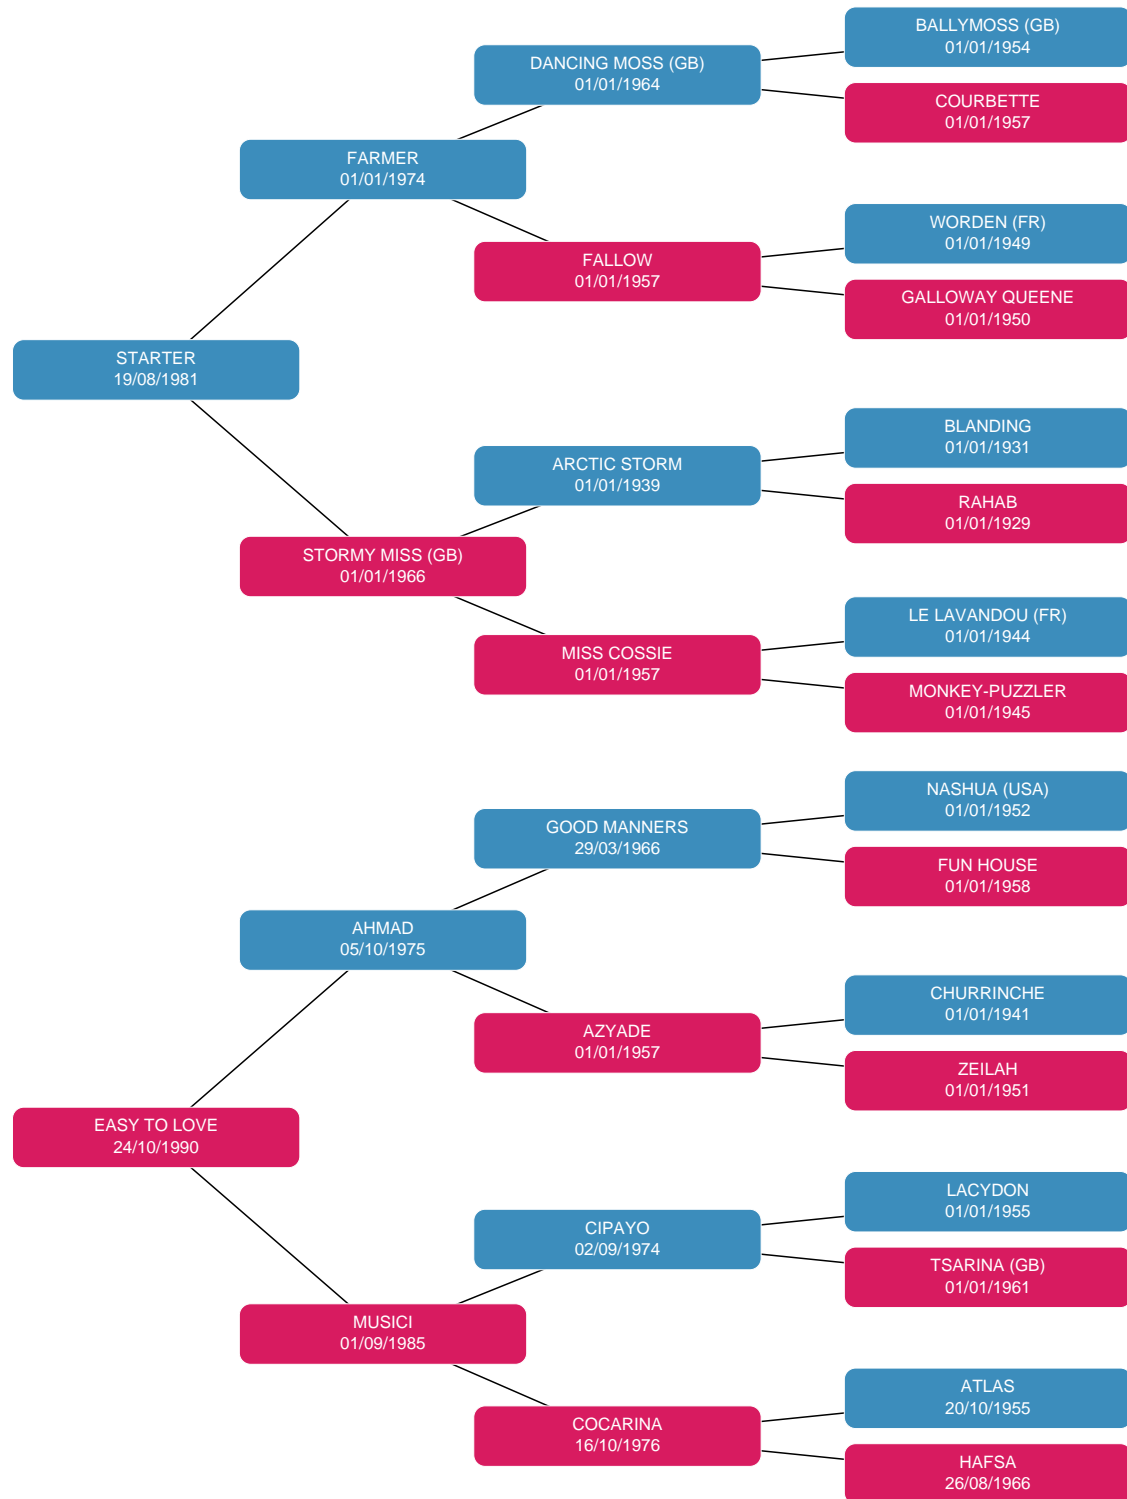 BALLYMOSS (GB)
01/01/1954
DANCING MOSS (GB)
01/01/1964
COURBETTE
01/01/1957
FARMER
01/01/1974
WORDEN (FR)
01/01/1949
FALLOW
01/01/1957
GALLOWAY QUEENE
01/01/1950
STARTER
19/08/1981
BLANDING
01/01/1931
ARCTIC STORM
01/01/1939
RAHAB
01/01/1929
STORMY MISS (GB)
01/01/1966
LE LAVANDOU (FR)
01/01/1944
MISS COSSIE
01/01/1957
MONKEY-PUZZLER
01/01/1945
NASHUA (USA)
01/01/1952
GOOD MANNERS
29/03/1966
FUN HOUSE
01/01/1958
AHMAD
05/10/1975
CHURRINCHE
01/01/1941
AZYADE
01/01/1957
ZEILAH
01/01/1951
EASY TO LOVE
24/10/1990
LACYDON
01/01/1955
CIPAYO
02/09/1974
TSARINA (GB)
01/01/1961
MUSICI
01/09/1985
ATLAS
20/10/1955
COCARINA
16/10/1976
HAFSA
26/08/1966